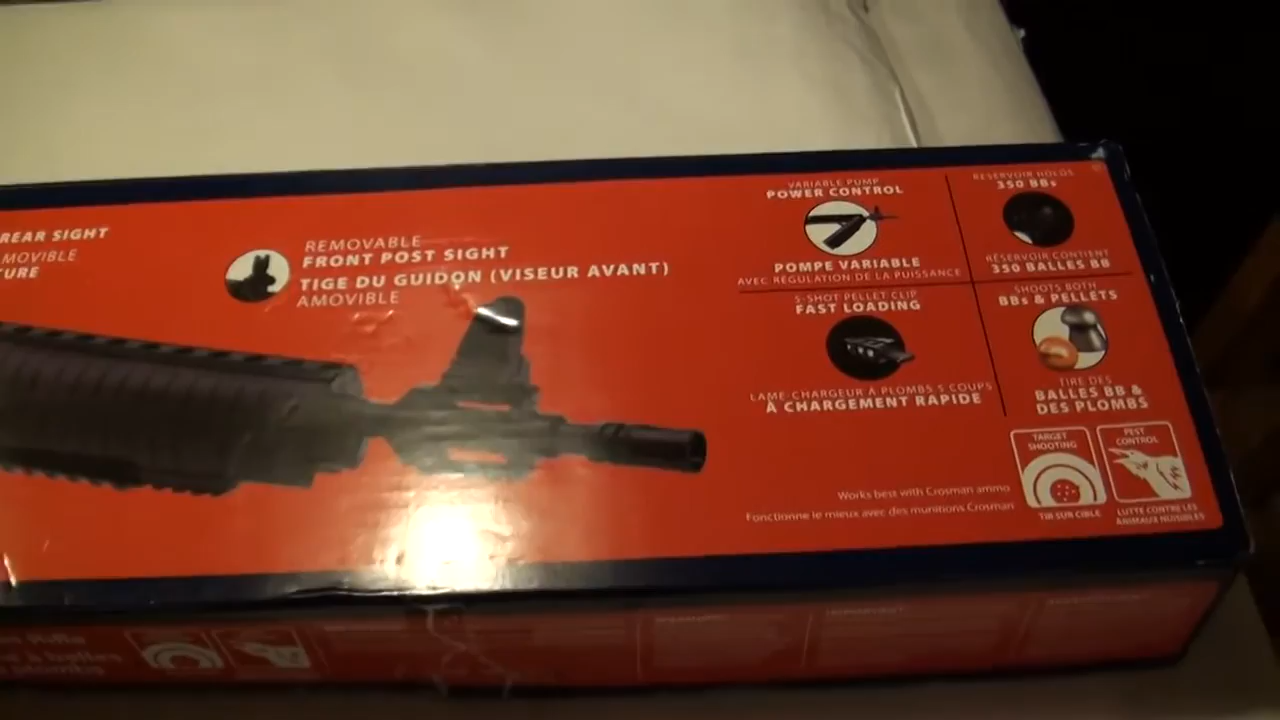 REAR SIGHT
MOVIBLE
TURE
REMOVABLE
FRONT POST SIGHT
TIGE DU GUIDON (VISEUR AVANT)
AMOVIBLE
VARIABLE PUMP
POWER CONTROL
POMPE VARIABLE
AVEC RÉGULATION DE LA PUISSANCE
RESERVOIR HOLDS
350 BBs
RÉSERVOIR CONTIENT
350 BALLES BB
5-SHOT PELLET CLIP
FAST LOADING
LAME-CHARGEUR À PLOMBS 5 COUPS
À CHARGEMENT RAPIDE
SHOOTS BOTH
BBs & PELLETS
TIRE DES
BALLES BB &
DES PLOMBS
Works best with Crosman ammo
Fonctionne le mieux avec des munitions Crosman
TARGET
SHOOTING
TIR SUR CIBLE
PEST
CONTROL
LUTTE CONTRE LES
ANIMAUX NUISIBLES